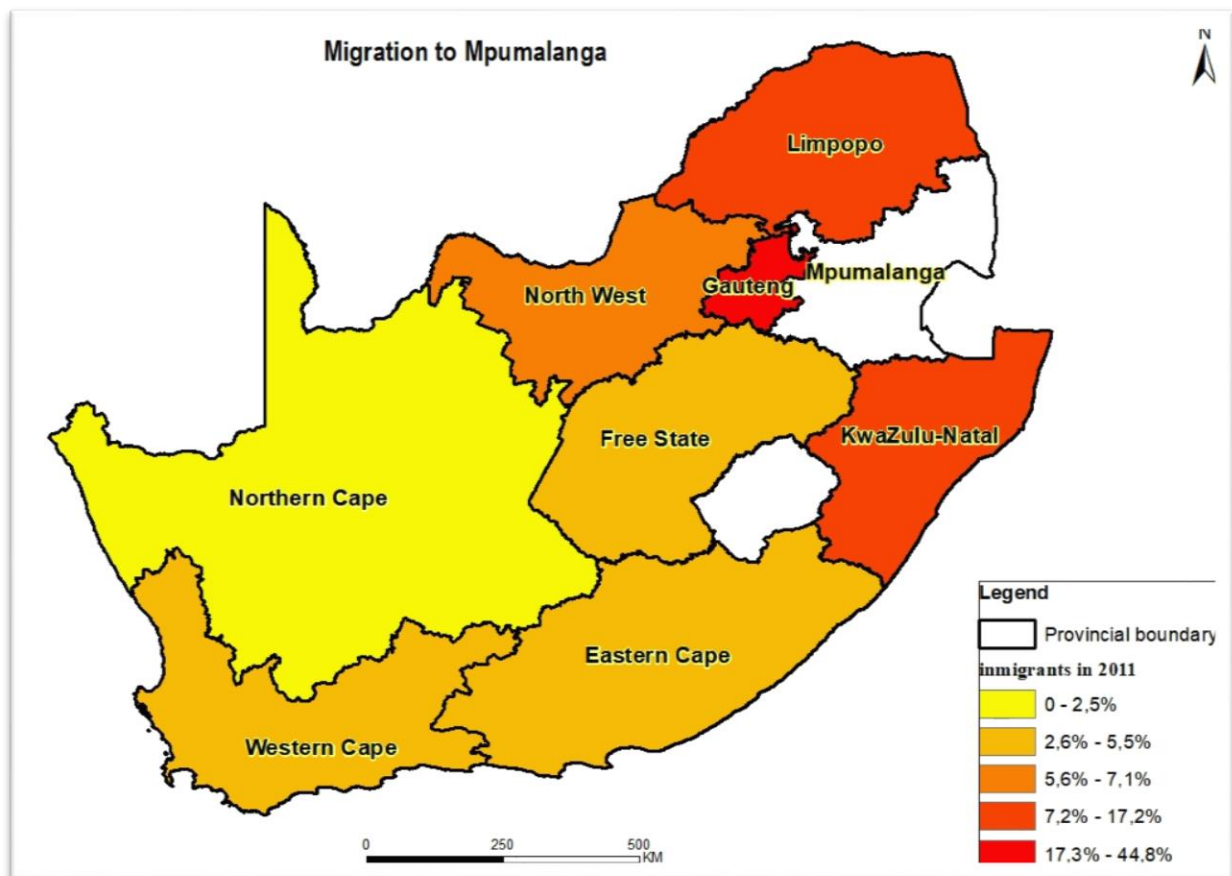 Migration to Mpumalanga
N
Limpopo
Mpumalanga
Gauteng
North West
Free State
KwaZulu-Natal
Northern Cape
Eastern Cape
Western Cape
Legend
Provincial boundary
inmigrants in 2011
0 - 2,5%
2,6% - 5,5%
5,6% - 7,1%
7,2% - 17,2%
17,3% - 44,8%
0 250 500
KM